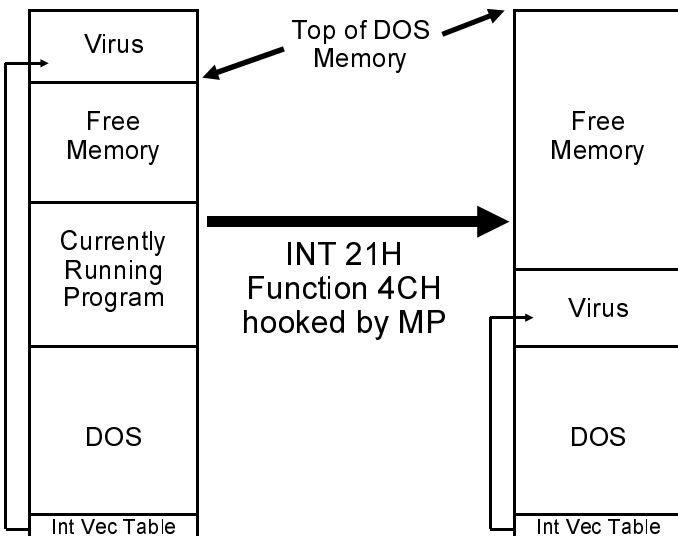 Virus
Free
Memory
Currently
Running
Program
DOS
Int Vec Table
Top of DOS
Memory
INT 21H
Function 4CH
hooked by MP
Free
Memory
Virus
DOS
Int Vec Table